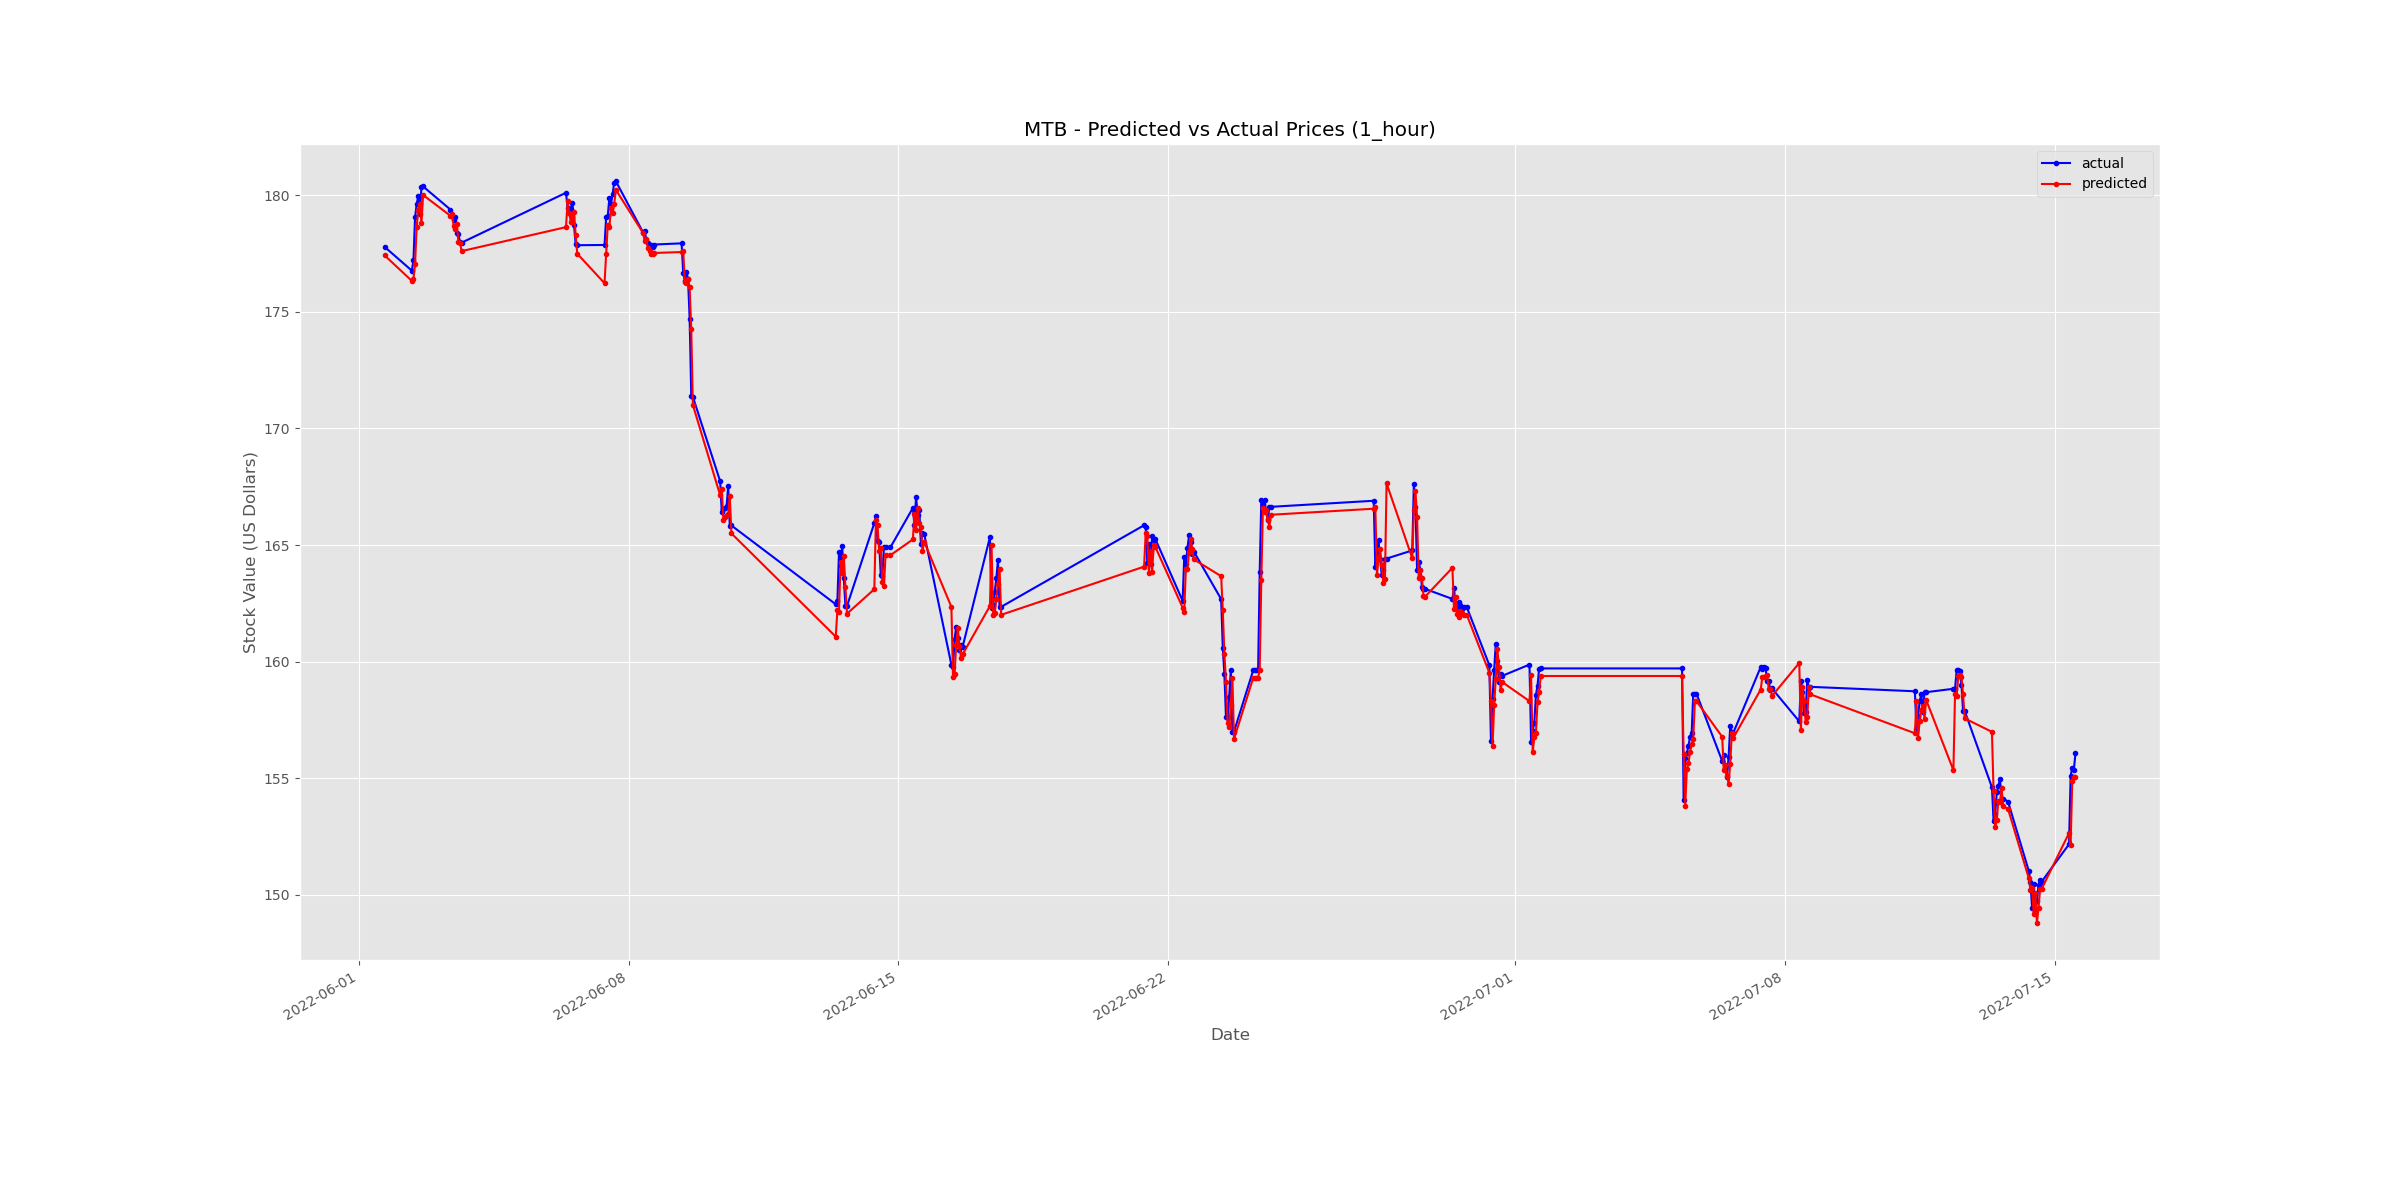 MTB - Predicted vs Actual Prices (1_hour)
actual
predicted
Stock Value (US Dollars)
180
175
170
165
160
155
150
2022-06-01
2022-06-08
2022-06-15
2022-06-22
2022-07-01
2022-07-08
2022-07-15
Date